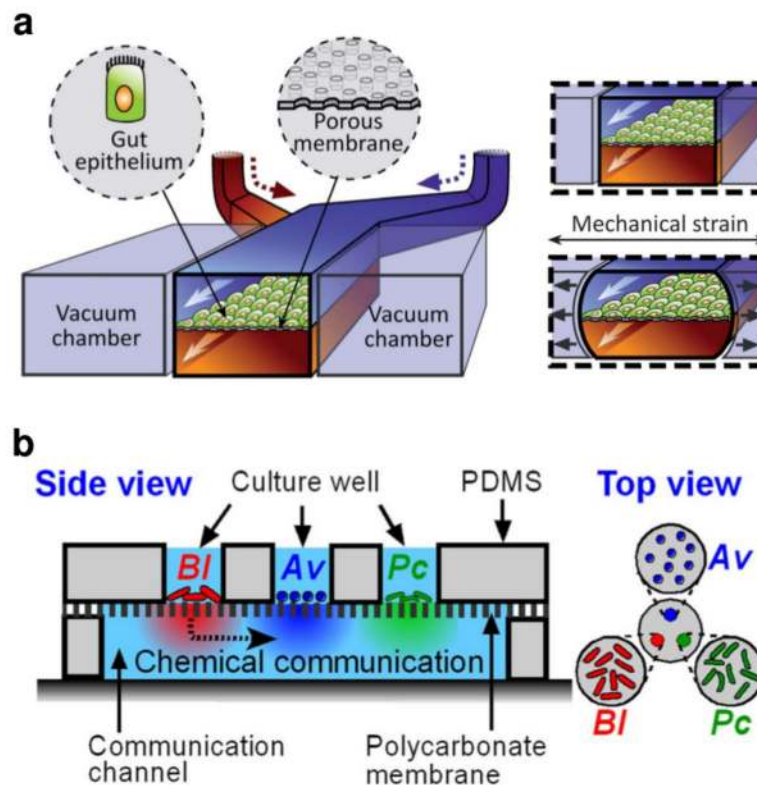 a
Gut
epithelium
Porous
membrane
Vacuum
chamber
Vacuum
chamber
Mechanical strain
b
Side view
Culture well
PDMS
Top view
Bl
Av
Pc
Chemical communication
Communication
channel
Polycarbonate
membrane
Av
Bl
Pc